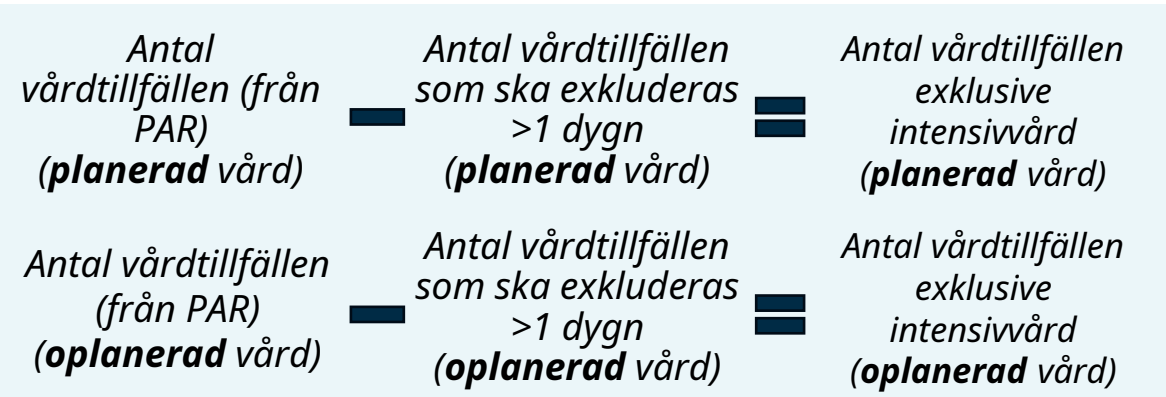 Antal
vårdtillfällen (från
PAR)
(planerad vård)
Antal vårdtillfällen
som ska exkluderas
>1 dygn
(planerad vård)
Antal vårdtillfällen
exklusive
intensivvård
(planerad vård)
Antal vårdtillfällen
(från PAR)
(oplanerad vård)
Antal vårdtillfällen
som ska exkluderas
>1 dygn
(oplanerad vård)
Antal vårdtillfällen
exklusive
intensivvård
(oplanerad vård)